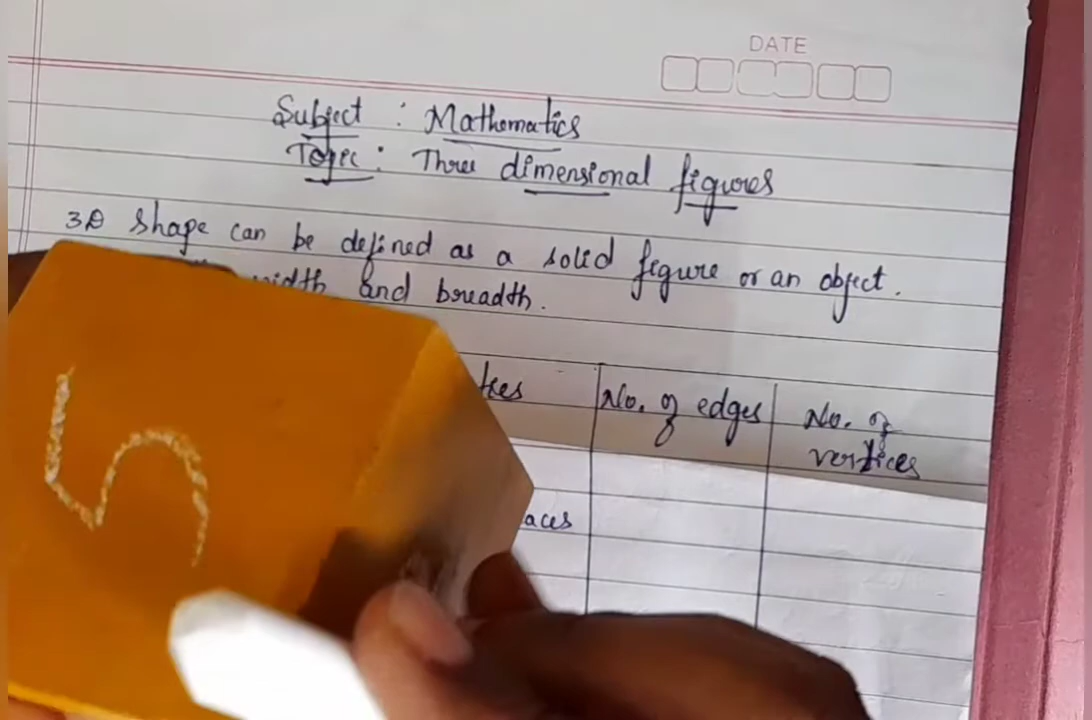 DATE
Subject : Mathematics
Topic : Three dimensional figures
3D shape can be defined as a solid figure or an object.
width and breadth.
No. of edges
No. of
vertices
aces
5